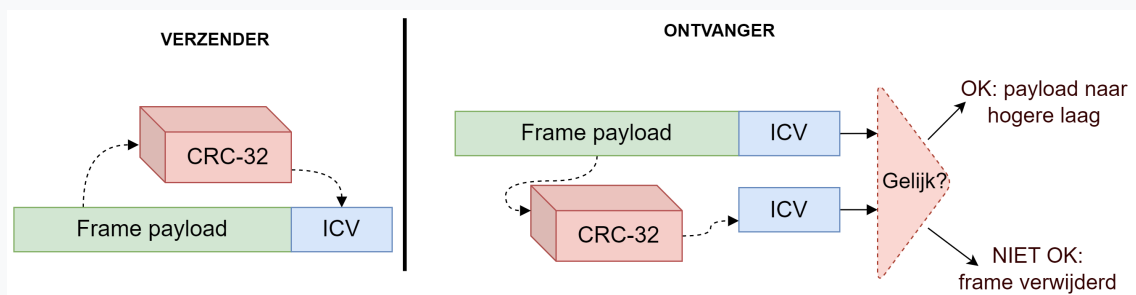 VERZENDER
CRC-32
Frame payload
ICV
ONTVANGER
Frame payload
ICV
CRC-32
ICV
Gelijk?
OK: payload naar
hogere laag
NIET OK:
frame verwijderd